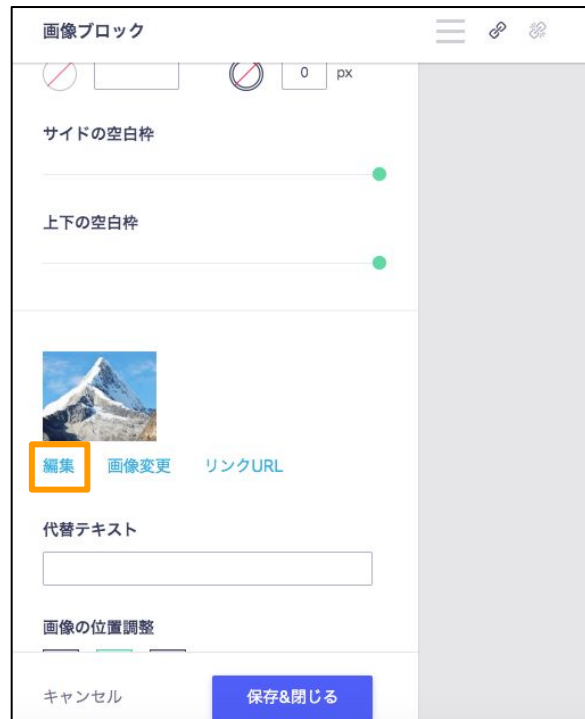 画像ブロック
0 px
サイドの空白枠
上下の空白枠
編集 画像変更 リンクURL
代替テキスト
画像の位置調整
キャンセル 保存&閉じる